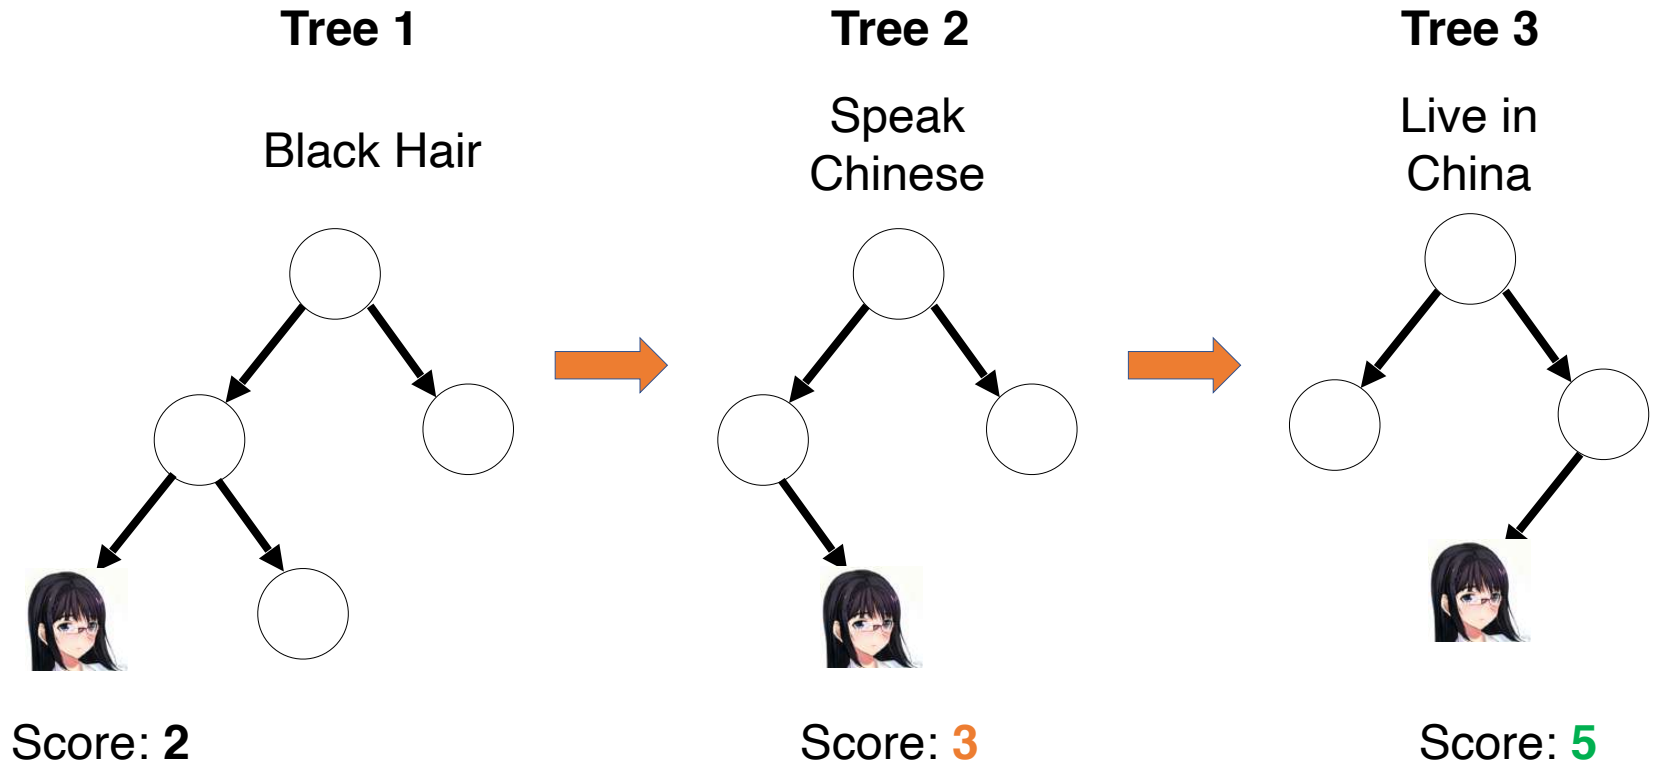 Tree 1
Tree 2
Tree 3
Black Hair
Speak
Chinese
Live in
China
Score: 2
Score: 3
Score: 5